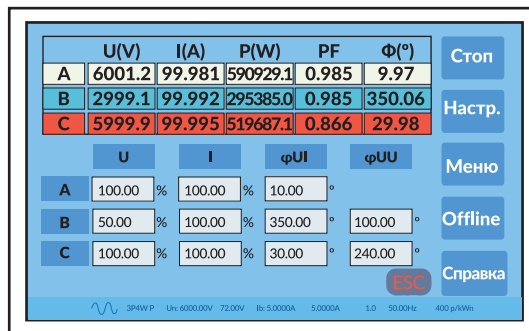 U(V) I(A) P(W) PF Ф(º)
A 6001.2 99.981 590929.1 0.985 9.97
B 2999.1 99.992 295385.0 0.985 350.06
C 5999.9 99.995 519687.1 0.866 29.98
U I φUI φUU
A 100.00 % 100.00 % 10.00 °
B 50.00 % 100.00 % 350.00 ° 100.00 °
C 100.00 % 100.00 % 30.00 ° 240.00 °
ESC
Стоп
Настр.
Меню
Offline
Справка
3P4W P Un: 6000.00V 72.00V Ib: 5.0000A 5.0000A 1.0 50.00Hz 400 p/kWh